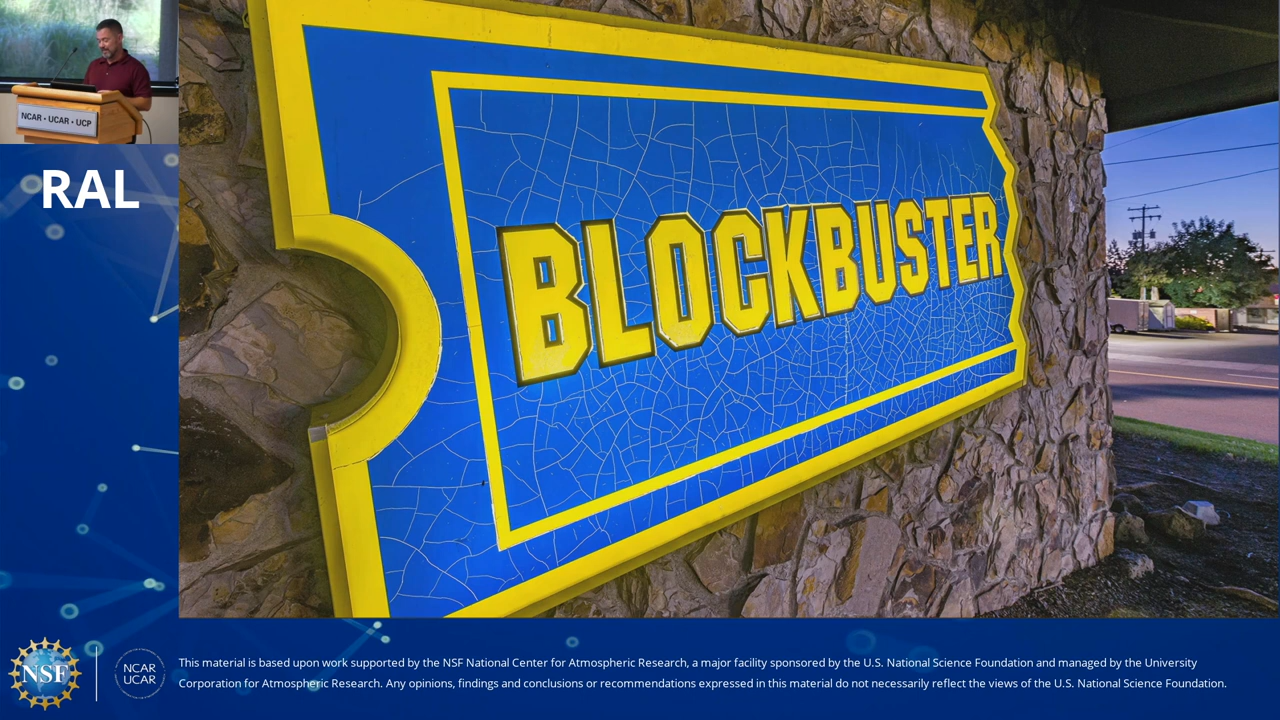 NCAR • UCAR • UCP
RAL
BLOCKBUSTER
NSF
NCAR
UCAR
This material is based upon work supported by the NSF National Center for Atmospheric Research, a major facility sponsored by the U.S. National Science Foundation and managed by the University
Corporation for Atmospheric Research. Any opinions, findings and conclusions or recommendations expressed in this material do not necessarily reflect the views of the U.S. National Science Foundation.